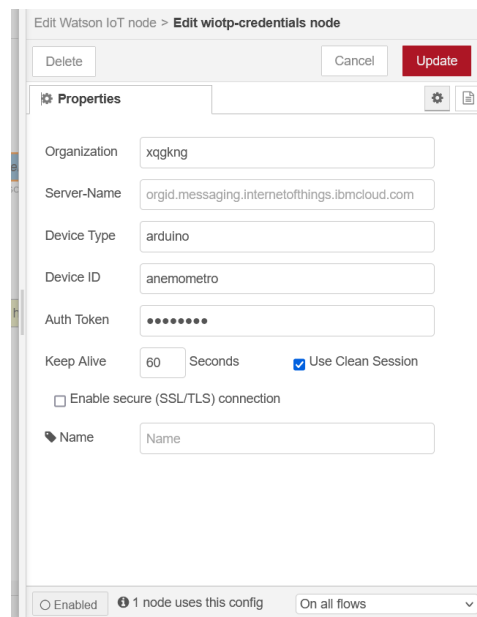 Edit Watson IoT node > Edit wiotp-credentials node
Delete Cancel Update
Properties
Organization xqgkng
Server-Name orgid.messaging.internetofthings.ibmcloud.com
Device Type arduino
Device ID anemometro
Auth Token ••••••••
Keep Alive 60 Seconds Use Clean Session
Enable secure (SSL/TLS) connection
Name Name
Enabled 1 node uses this config On all flows